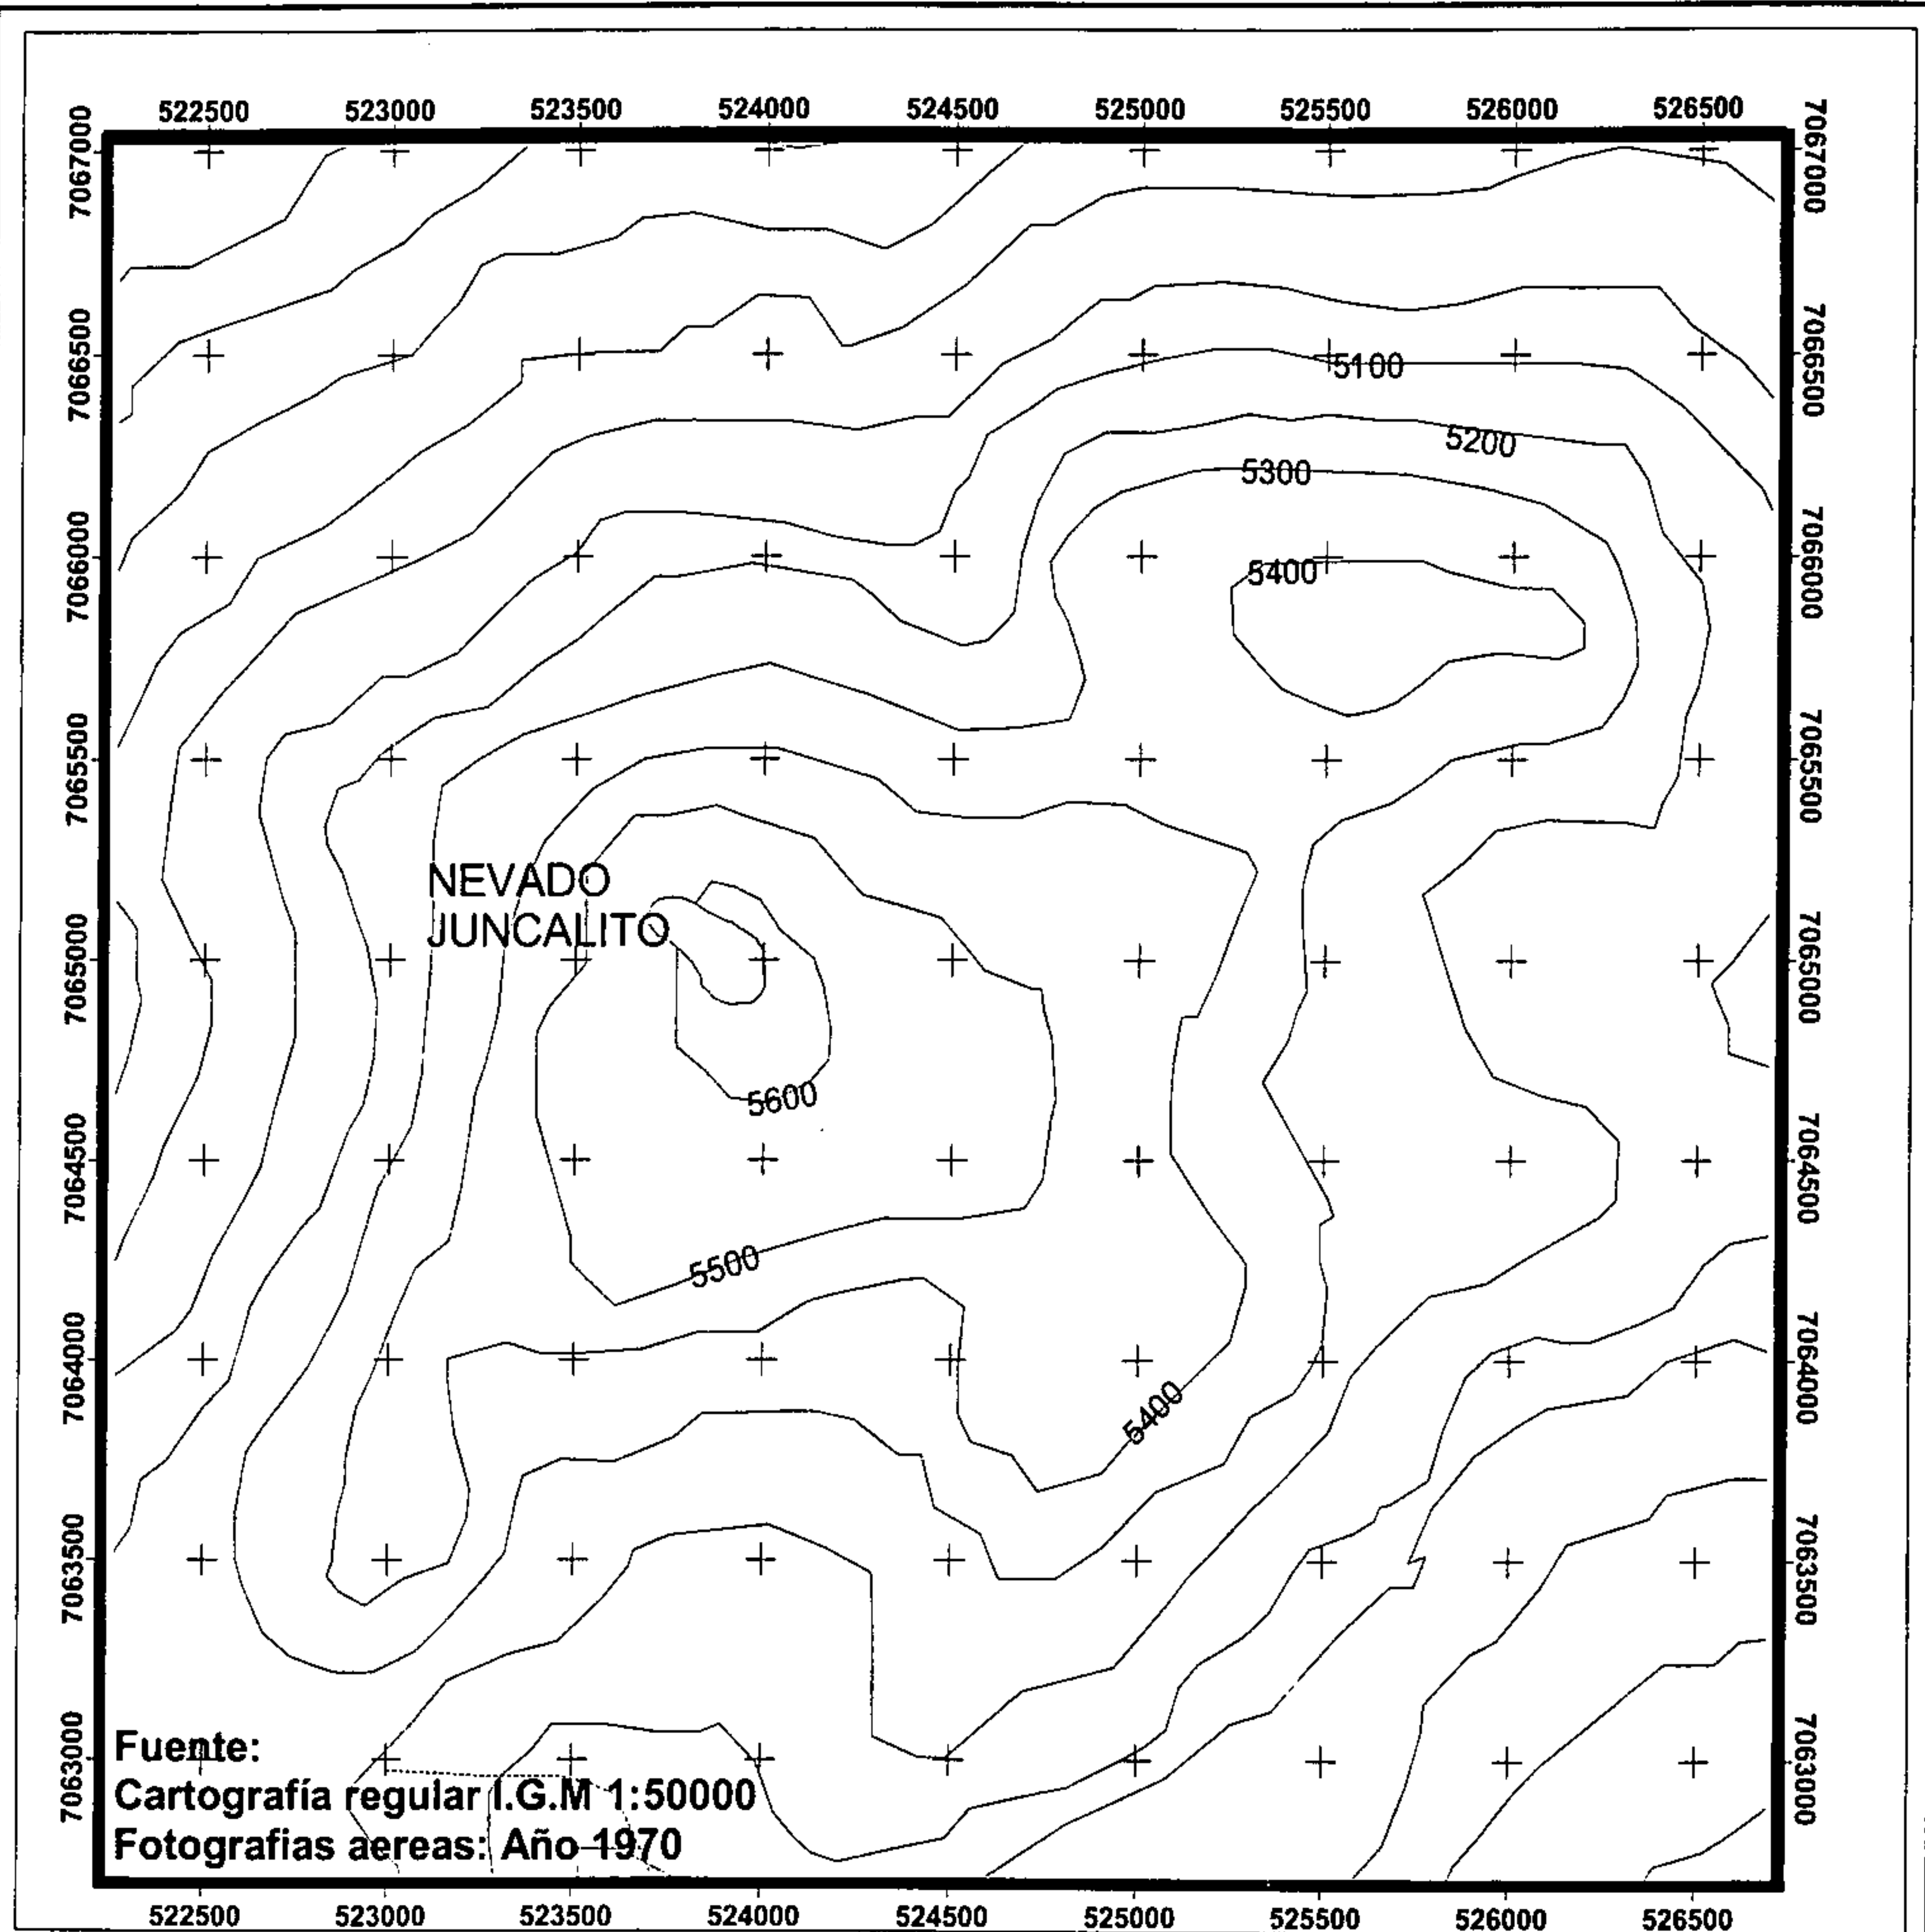 522500 523000 523500 524000 524500 525000 525500 526000 526500
7067000 7067000
7066500 7066500
5100
5200
5300
7066000 7066000
5400
7065500 7065500
NEVADO
JUNCALITO
7065000 7065000
5600
7064500 7064500
5500
7064000 7064000
5400
7063500 7063500
7063000 7063000
Fuente:
Cartografía regular I.G.M 1:50000
Fotografias aereas: Año 1970
522500 523000 523500 524000 524500 525000 525500 526000 526500